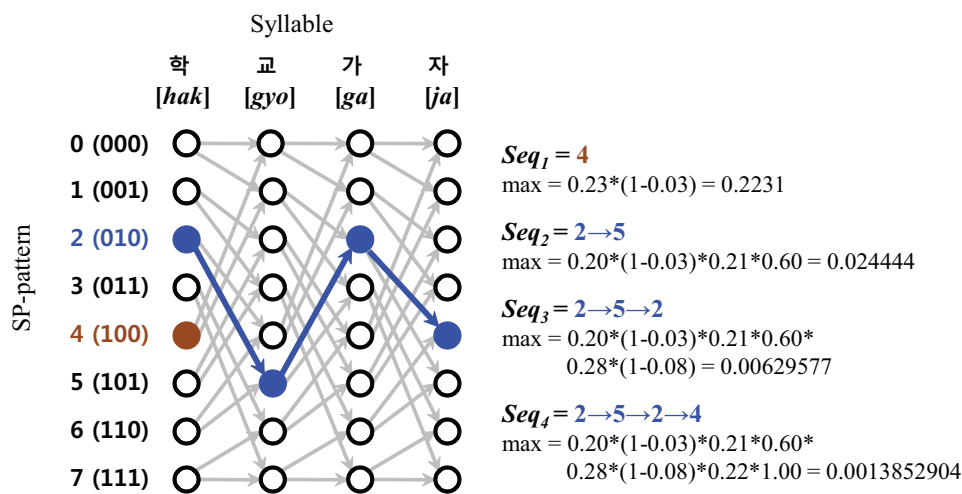 Syllable
학 교 가 자
[hak] [gyo] [ga] [ja]
SP-pattern
0 (000)
1 (001)
2 (010)
3 (011)
4 (100)
5 (101)
6 (110)
7 (111)
Seq₁ = 4
max = 0.23*(1-0.03) = 0.2231
Seq₂ = 2→5
max = 0.20*(1-0.03)*0.21*0.60 = 0.024444
Seq₃ = 2→5→2
max = 0.20*(1-0.03)*0.21*0.60*
0.28*(1-0.08) = 0.00629577
Seq₄ = 2→5→2→4
max = 0.20*(1-0.03)*0.21*0.60*
0.28*(1-0.08)*0.22*1.00 = 0.0013852904